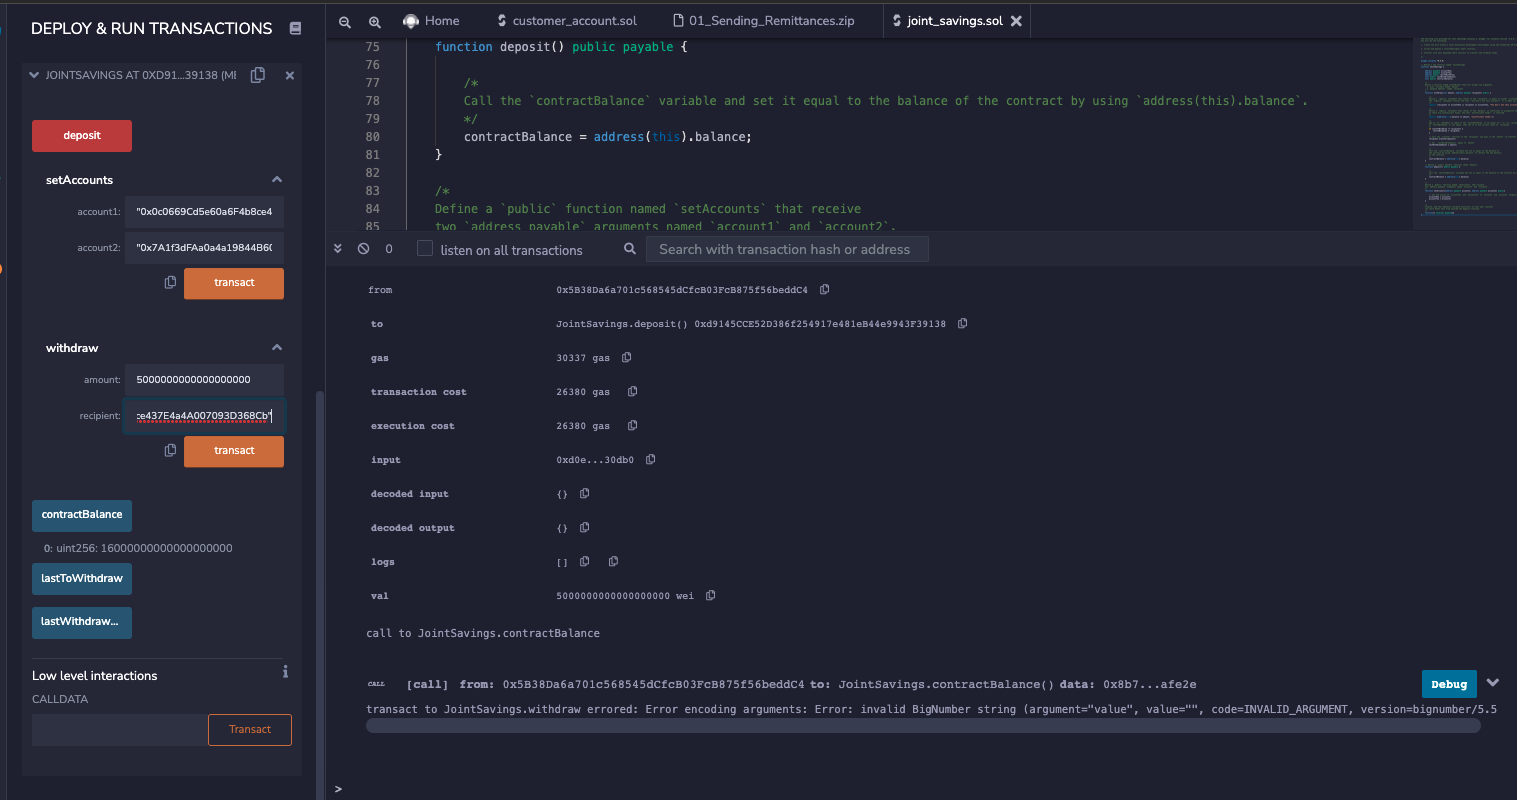 DEPLOY & RUN TRANSACTIONS
JOINTSAVINGS AT 0XD91...39138 (ME
deposit
setAccounts
account1: "0x0c0669Cd5e60a6F4b8ce4
account2: "0x7A1f3dFAa0a4a19844B60
transact
withdraw
amount: 5000000000000000000
recipient: ce437E4a4A007093D368Cb"
transact
contractBalance
0: uint256: 16000000000000000000
lastToWithdraw
lastWithdraw...
Low level interactions
CALLDATA
Transact
Home
customer_account.sol
01_Sending_Remittances.zip
joint_savings.sol
75 function deposit() public payable {
76
77 /*
78 Call the `contractBalance` variable and set it equal to the balance of the contract by using `address(this).balance`.
79 */
80 contractBalance = address(this).balance;
81 }
82
83 /*
84 Define a `public` function named `setAccounts` that receive
85 two `address payable` arguments named `account1` and `account2`.
0 listen on all transactions Search with transaction hash or address
from 0x5B38Da6a701c568545dCfcB03FcB875f56beddC4
to JointSavings.deposit() 0xd9145CCE52D386f254917e481eB44e9943F39138
gas 30337 gas
transaction cost 26380 gas
execution cost 26380 gas
input 0xd0e...30db0
decoded input {}
decoded output {}
logs []
val 5000000000000000000 wei
call to JointSavings.contractBalance
CALL [call] from: 0x5B38Da6a701c568545dCfcB03FcB875f56beddC4 to: JointSavings.contractBalance() data: 0x8b7...afe2e
Debug
transact to JointSavings.withdraw errored: Error encoding arguments: Error: invalid BigNumber string (argument="value", value="", code=INVALID_ARGUMENT, version=bignumber/5.5
>